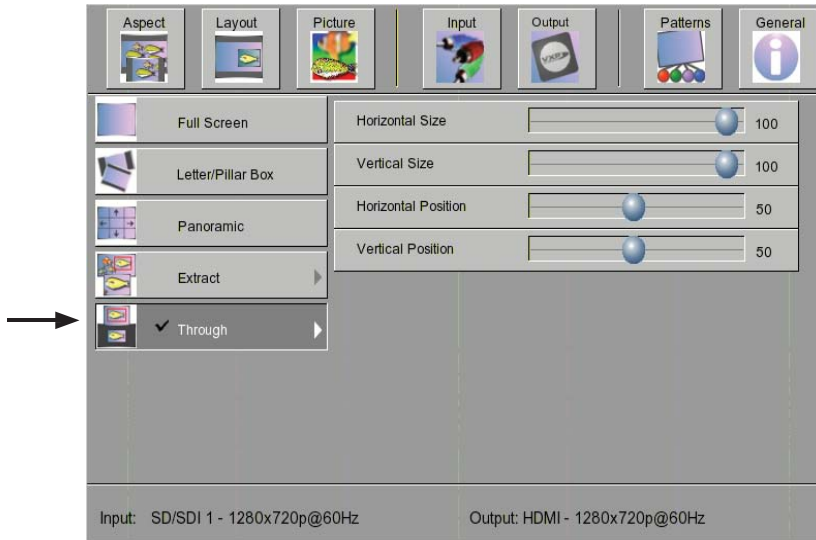 Aspect Layout Picture Input Output Patterns General
VXP
Full Screen
Letter/Pillar Box
Panoramic
Extract
✔ Through
Horizontal Size 100
Vertical Size 100
Horizontal Position 50
Vertical Position 50
Input: SD/SDI 1 - 1280x720p@60Hz
Output: HDMI - 1280x720p@60Hz